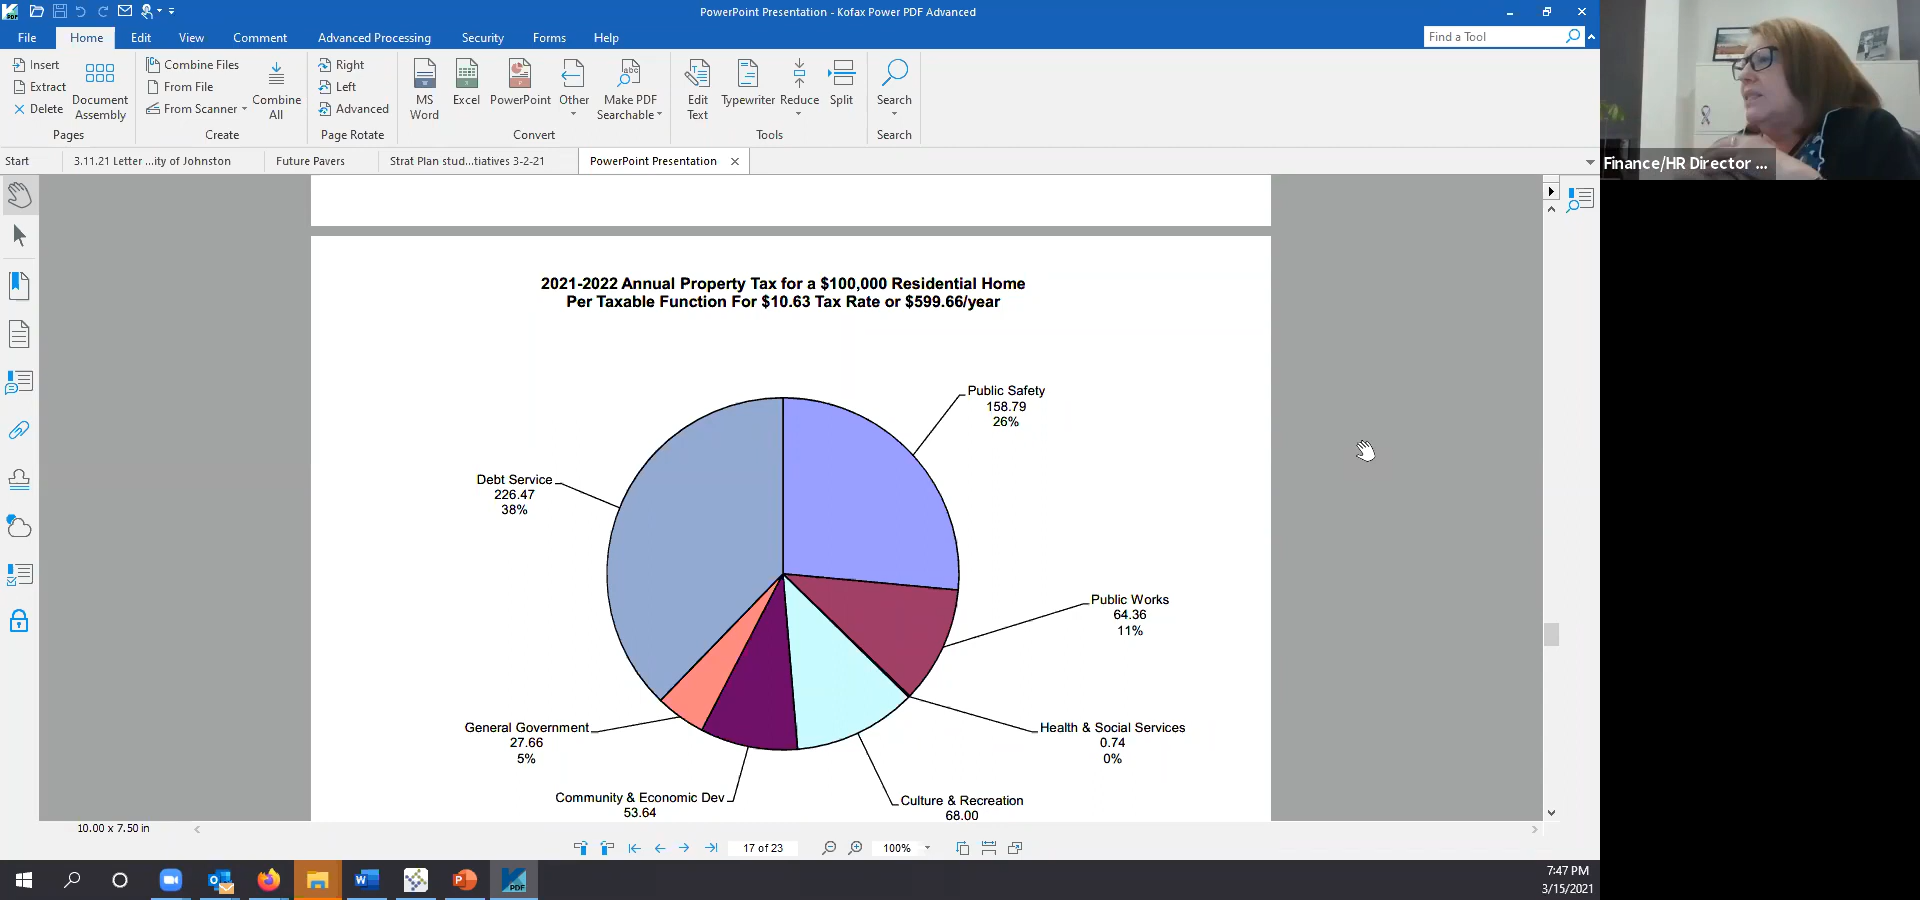 PowerPoint Presentation - Kofax Power PDF Advanced
File Home Edit View Comment Advanced Processing Security Forms Help
Find a Tool
Insert
Extract
Delete
Pages
Document
Assembly
Combine Files
From File
From Scanner
Create
Combine
All
Right
Left
Advanced
Page Rotate
MS
Word
Excel
PowerPoint
Other
Make PDF
Searchable
Convert
Edit
Text
Typewriter
Reduce
Split
Tools
Search
Search
Start
3.11.21 Letter ...ity of Johnston
Future Pavers
Strat Plan stud...tiatives 3-2-21
PowerPoint Presentation
Finance/HR Director ...
2021-2022 Annual Property Tax for a $100,000 Residential Home
Per Taxable Function For $10.63 Tax Rate or $599.66/year
Public Safety
158.79
26%
Debt Service
226.47
38%
Public Works
64.36
11%
General Government
27.66
5%
Health & Social Services
0.74
0%
Community & Economic Dev
53.64
Culture & Recreation
68.00
10.00 x 7.50 in
17 of 23
100%
7:47 PM
3/15/2021